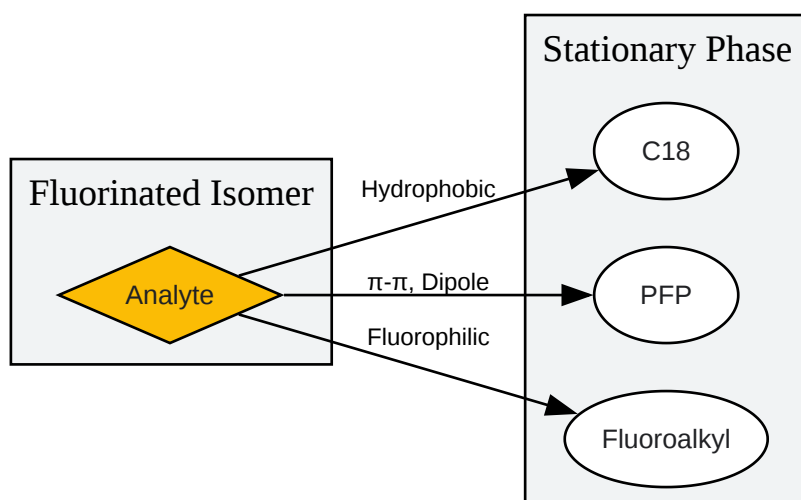 Stationary Phase
C18
Fluorinated Isomer
Hydrophobic
Analyte
π-π, Dipole
PFP
Fluorophilic
Fluoroalkyl